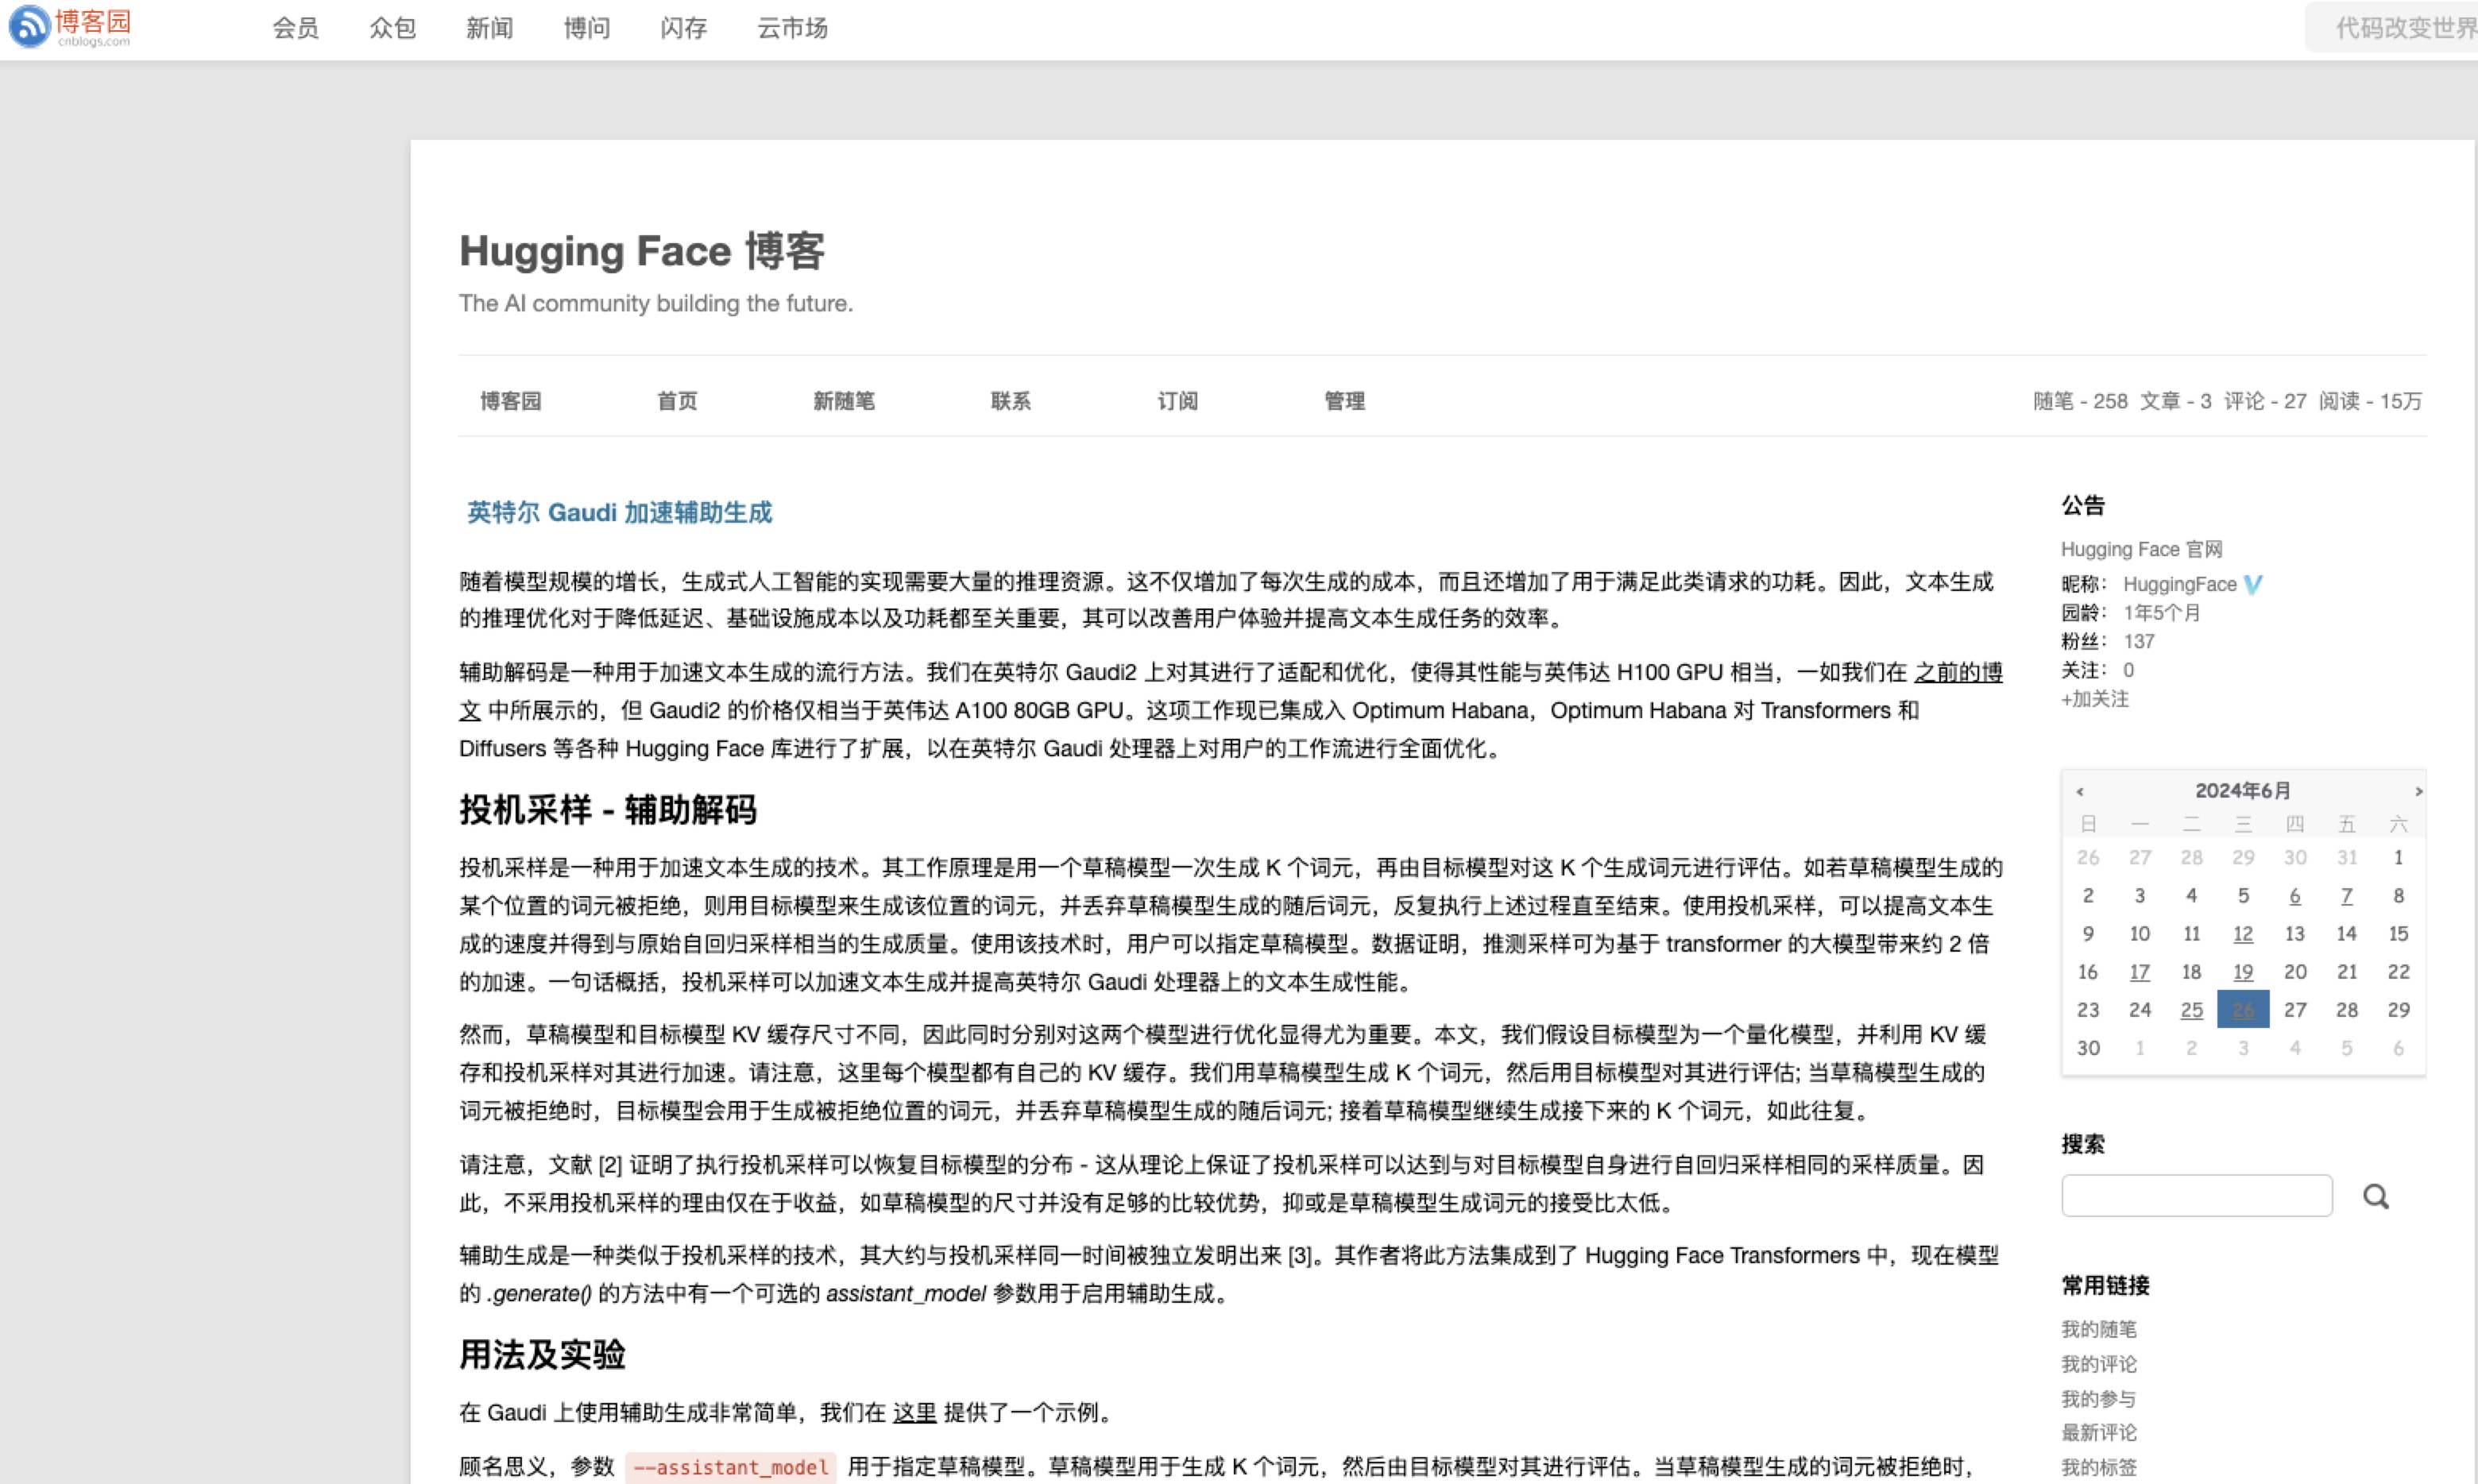 博客园
cnblogs.com
会员 众包 新闻 博问 闪存 云市场
代码改变世界
Hugging Face 博客
The AI community building the future.
博客园 首页 新随笔 联系 订阅 管理
随笔 - 258 文章 - 3 评论 - 27 阅读 - 15万
英特尔 Gaudi 加速辅助生成
随着模型规模的增长，生成式人工智能的实现需要大量的推理资源。这不仅增加了每次生成的成本，而且还增加了用于满足此类请求的功耗。因此，文本生成
的推理优化对于降低延迟、基础设施成本以及功耗都至关重要，其可以改善用户体验并提高文本生成任务的效率。
辅助解码是一种用于加速文本生成的流行方法。我们在英特尔 Gaudi2 上对其进行了适配和优化，使得其性能与英伟达 H100 GPU 相当，一如我们在 之前的博
文 中所展示的，但 Gaudi2 的价格仅相当于英伟达 A100 80GB GPU。这项工作现已集成入 Optimum Habana，Optimum Habana 对 Transformers 和
Diffusers 等各种 Hugging Face 库进行了扩展，以在英特尔 Gaudi 处理器上对用户的工作流进行全面优化。
投机采样 - 辅助解码
投机采样是一种用于加速文本生成的技术。其工作原理是用一个草稿模型一次生成 K 个词元，再由目标模型对这 K 个生成词元进行评估。如若草稿模型生成的
某个位置的词元被拒绝，则用目标模型来生成该位置的词元，并丢弃草稿模型生成的随后词元，反复执行上述过程直至结束。使用投机采样，可以提高文本生
成的速度并得到与原始自回归采样相当的生成质量。使用该技术时，用户可以指定草稿模型。数据证明，推测采样可为基于 transformer 的大模型带来约 2 倍
的加速。一句话概括，投机采样可以加速文本生成并提高英特尔 Gaudi 处理器上的文本生成性能。
然而，草稿模型和目标模型 KV 缓存尺寸不同，因此同时分别对这两个模型进行优化显得尤为重要。本文，我们假设目标模型为一个量化模型，并利用 KV 缓
存和投机采样对其进行加速。请注意，这里每个模型都有自己的 KV 缓存。我们用草稿模型生成 K 个词元，然后用目标模型对其进行评估; 当草稿模型生成的
词元被拒绝时，目标模型会用于生成被拒绝位置的词元，并丢弃草稿模型生成的随后词元; 接着草稿模型继续生成接下来的 K 个词元，如此往复。
请注意，文献 [2] 证明了执行投机采样可以恢复目标模型的分布 - 这从理论上保证了投机采样可以达到与对目标模型自身进行自回归采样相同的采样质量。因
此，不采用投机采样的理由仅在于收益，如草稿模型的尺寸并没有足够的比较优势，抑或是草稿模型生成词元的接受比太低。
辅助生成是一种类似于投机采样的技术，其大约与投机采样同一时间被独立发明出来 [3]。其作者将此方法集成到了 Hugging Face Transformers 中，现在模型
的 .generate() 的方法中有一个可选的 assistant_model 参数用于启用辅助生成。
用法及实验
在 Gaudi 上使用辅助生成非常简单，我们在 这里 提供了一个示例。
顾名思义，参数 --assistant_model 用于指定草稿模型。草稿模型用于生成 K 个词元，然后由目标模型对其进行评估。当草稿模型生成的词元被拒绝时，
公告
Hugging Face 官网
昵称： HuggingFace
园龄： 1年5个月
粉丝： 137
关注： 0
+加关注
< 2024年6月 >
日 一 二 三 四 五 六
26 27 28 29 30 31 1
2 3 4 5 6 7 8
9 10 11 12 13 14 15
16 17 18 19 20 21 22
23 24 25 26 27 28 29
30 1 2 3 4 5 6
搜索
常用链接
我的随笔
我的评论
我的参与
最新评论
我的标签